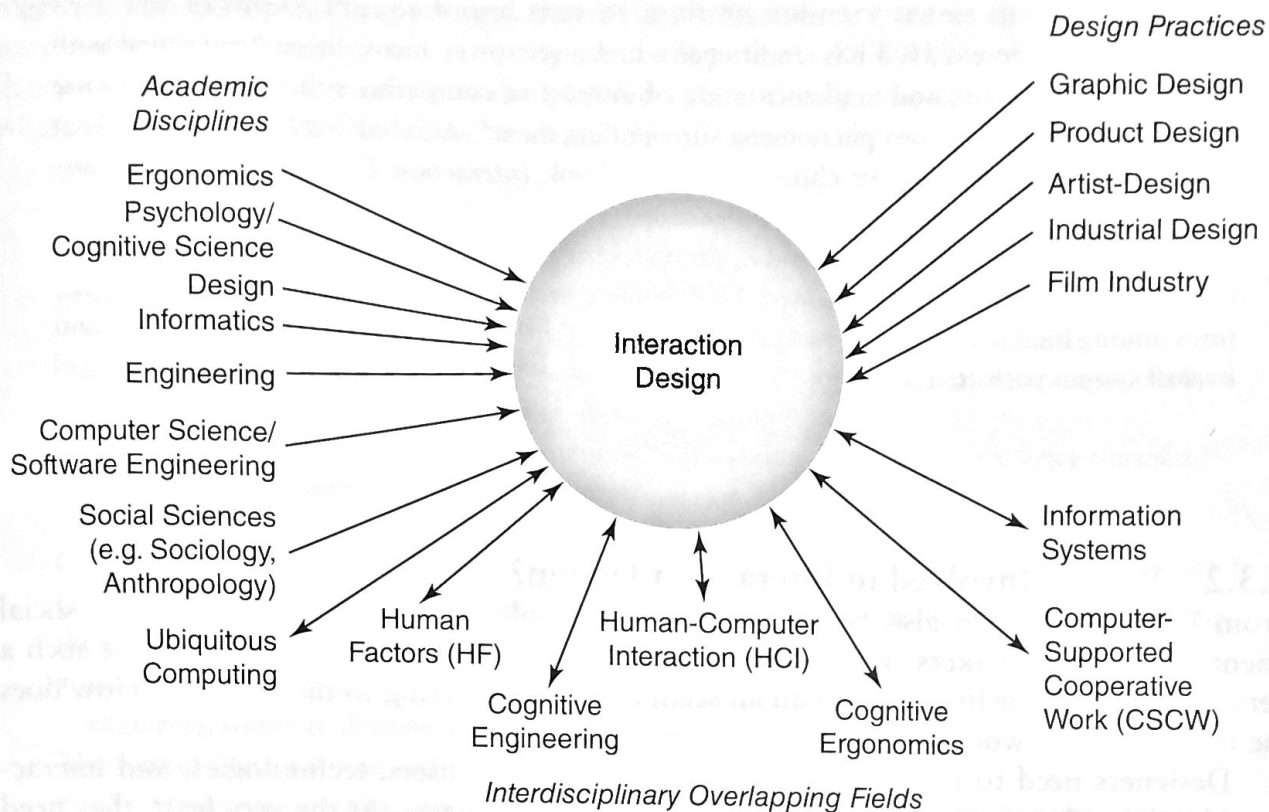 Design Practices
Academic
Disciplines
Graphic Design
Product Design
Artist-Design
Industrial Design
Film Industry
Ergonomics
Psychology/
Cognitive Science
Design
Informatics
Engineering
Computer Science/
Software Engineering
Social Sciences
(e.g. Sociology,
Anthropology)
Ubiquitous
Computing
Interaction
Design
Human
Factors (HF)
Cognitive
Engineering
Human-Computer
Interaction (HCI)
Cognitive
Ergonomics
Information
Systems
Computer-
Supported
Cooperative
Work (CSCW)
Interdisciplinary Overlapping Fields